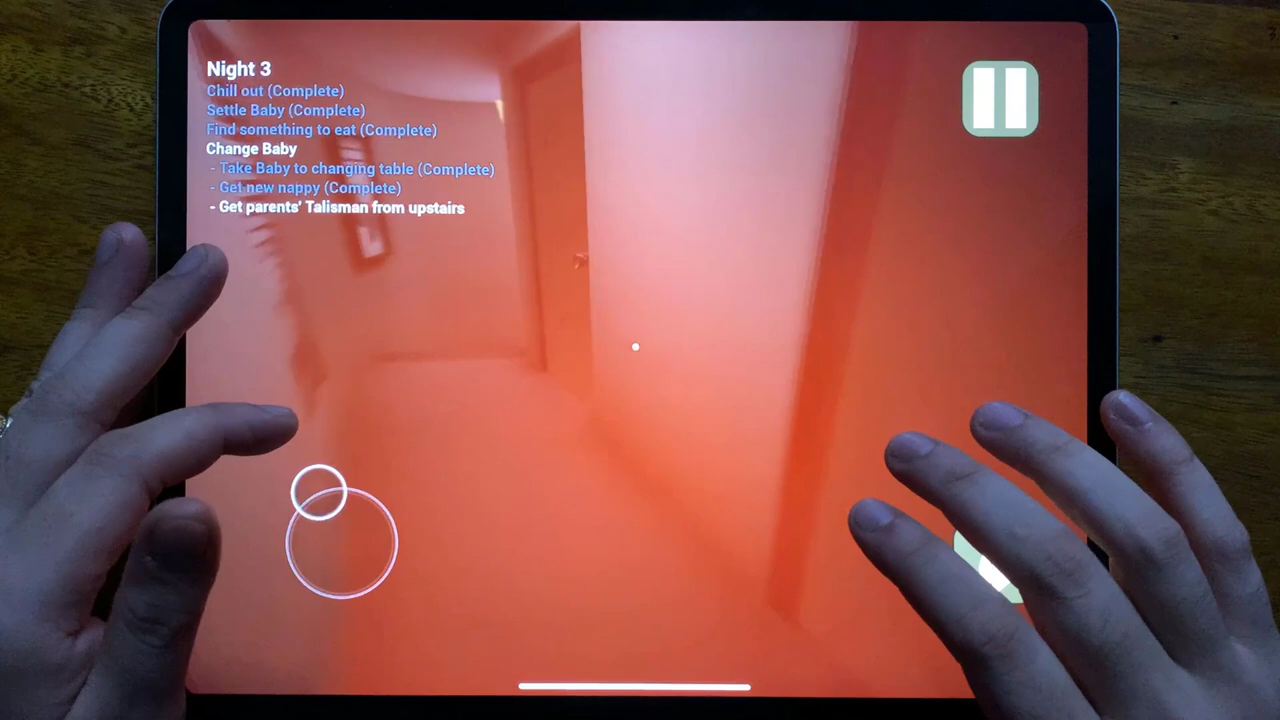 Night 3
Chill out (Complete)
Settle Baby (Complete)
Find something to eat (Complete)
Change Baby
- Take Baby to changing table (Complete)
- Get new nappy (Complete)
- Get parents' Talisman from upstairs